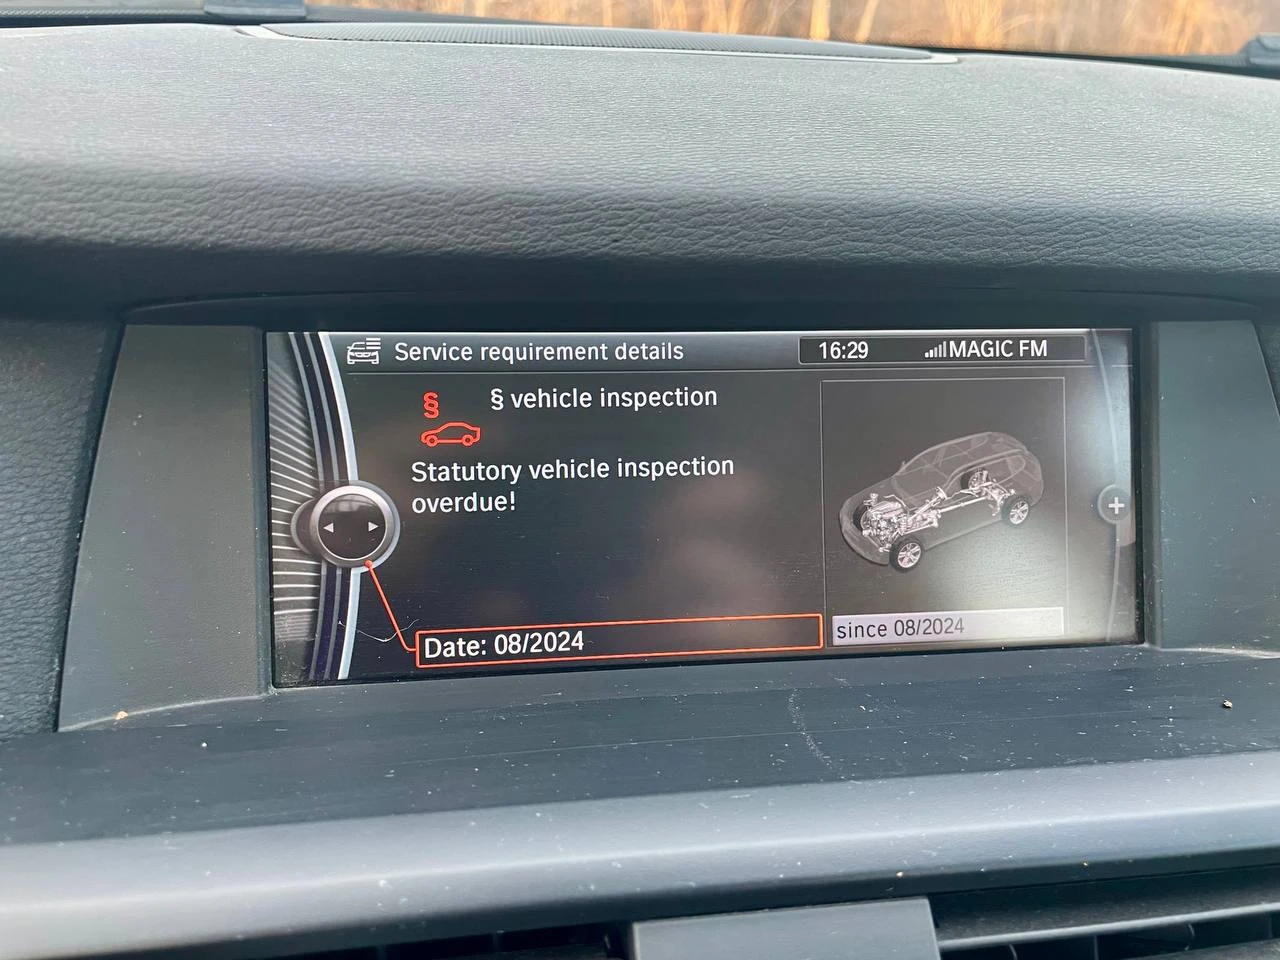 Service requirement details
16:29
MAGIC FM
§
§ vehicle inspection
Statutory vehicle inspection
overdue!
Date: 08/2024
since 08/2024